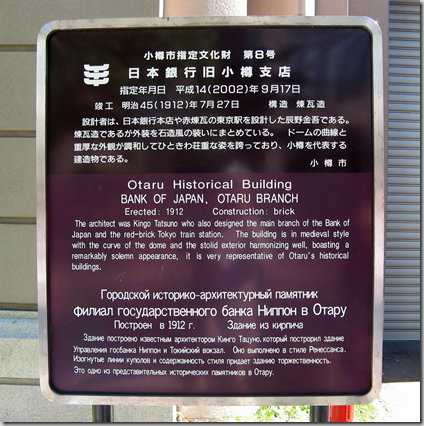 小樽市指定文化財　第8号
日本銀行旧小樽支店
指定年月日　平成14(2002)年9月17日
竣工　明治45(1912)年7月27日　　構造　煉瓦造
設計者は、日本銀行本店や赤煉瓦の東京駅を設計した辰野金吾である。
煉瓦造であるが外装を石造風の装いにまとめている。　ドームの曲線と
重厚な外観が調和してひときわ荘重な姿を誇っており、小樽を代表する
建造物である。
小樽市
Otaru Historical Building
BANK OF JAPAN, OTARU BRANCH
Erected: 1912　Construction: brick
The architect was Kingo Tatsuno who also designed the main branch of the Bank of
Japan and the red-brick Tokyo train station. The building is in medieval style
with the curve of the dome and the stolid exterior harmonizing well, boasting a
remarkably solemn appearance, it is very representative of Otaru's historical
buildings.
Городской историко-архитектурный памятник
филиал государственного банка Ниппон в Отару
Построен в 1912 г.　Здание из кирпича
Здание построено известным архитектором Кинго Тацуно, который построил здание
Управления госбанка Ниппон и Токийский вокзал. Оно выполнено в стиле Ренессанса.
Изогнутые линии куполов и содержанность стиля придает зданию торжественность.
Это одно из представительных исторических памятников в Отару.